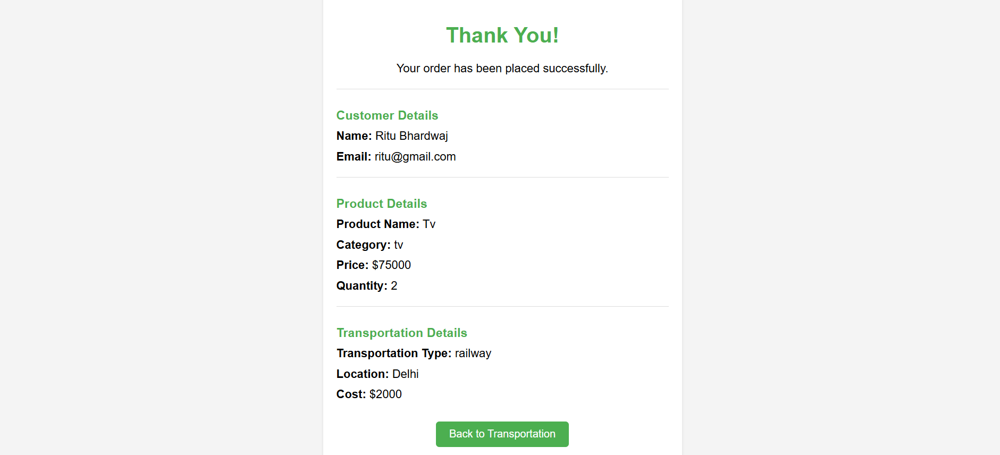 Thank You!
Your order has been placed successfully.
Customer Details
Name: Ritu Bhardwaj
Email: ritu@gmail.com
Product Details
Product Name: Tv
Category: tv
Price: $75000
Quantity: 2
Transportation Details
Transportation Type: railway
Location: Delhi
Cost: $2000
Back to Transportation